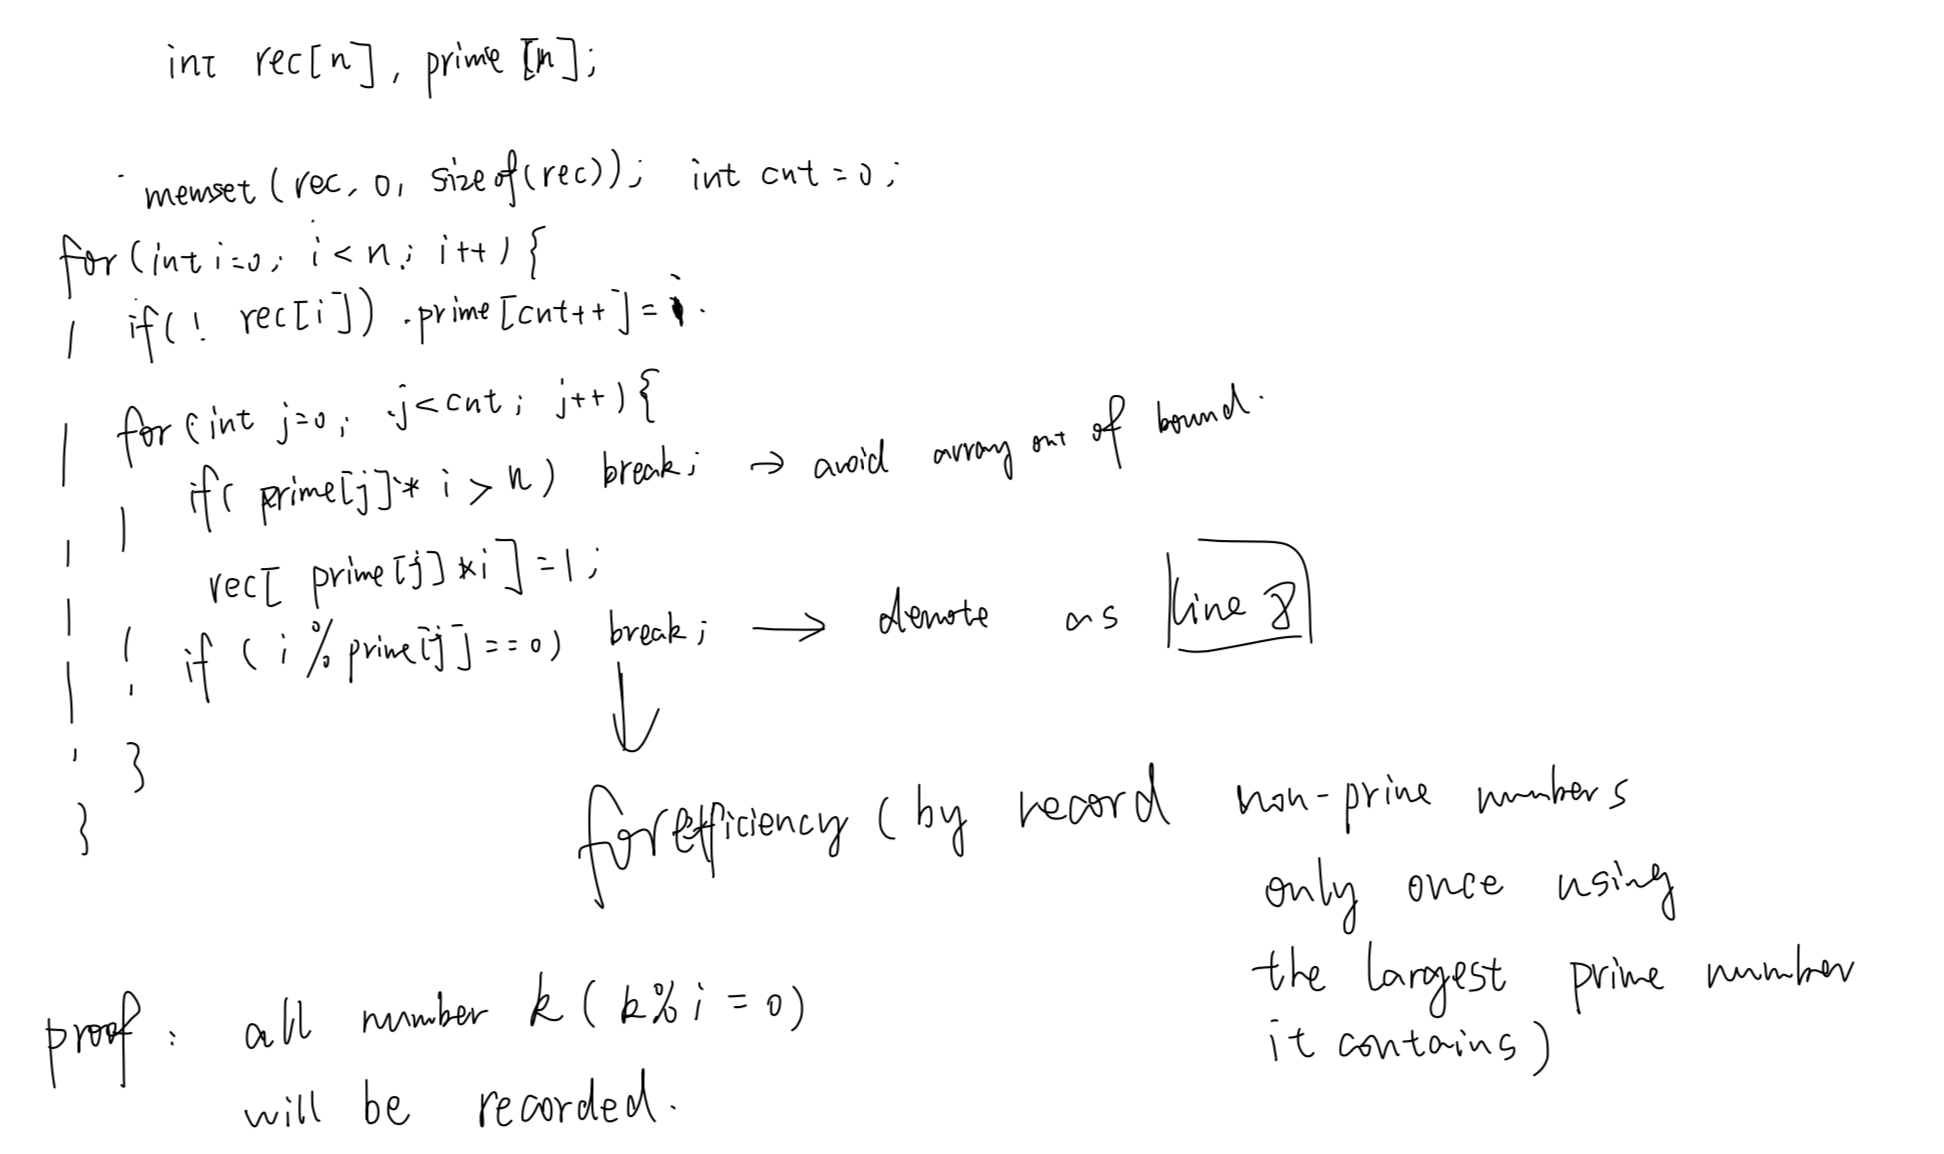 int rec[n], prime[n];
memset(rec, 0, sizeof(rec)); int cnt=0;
for(int i=0; i<n; i++){
if(! rec[i]) prime[cnt++]=i.
for(int j=0; j<cnt; j++){
if( prime[j]* i > n) break; → avoid array out of bound.
rec[ prime[j]*i]=1;
if ( i % prime[j]==0) break; → denote as line 8
}
}
for efficiency (by record non-prime numbers
only once using
the largest prime number
it contains)
proof: all number k ( k%i = 0)
will be recorded.